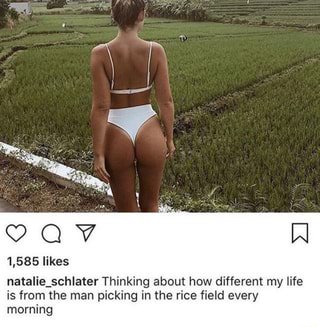 1,585 likes
natalie_schlater Thinking about how different my life
is from the man picking in the rice field every
morning